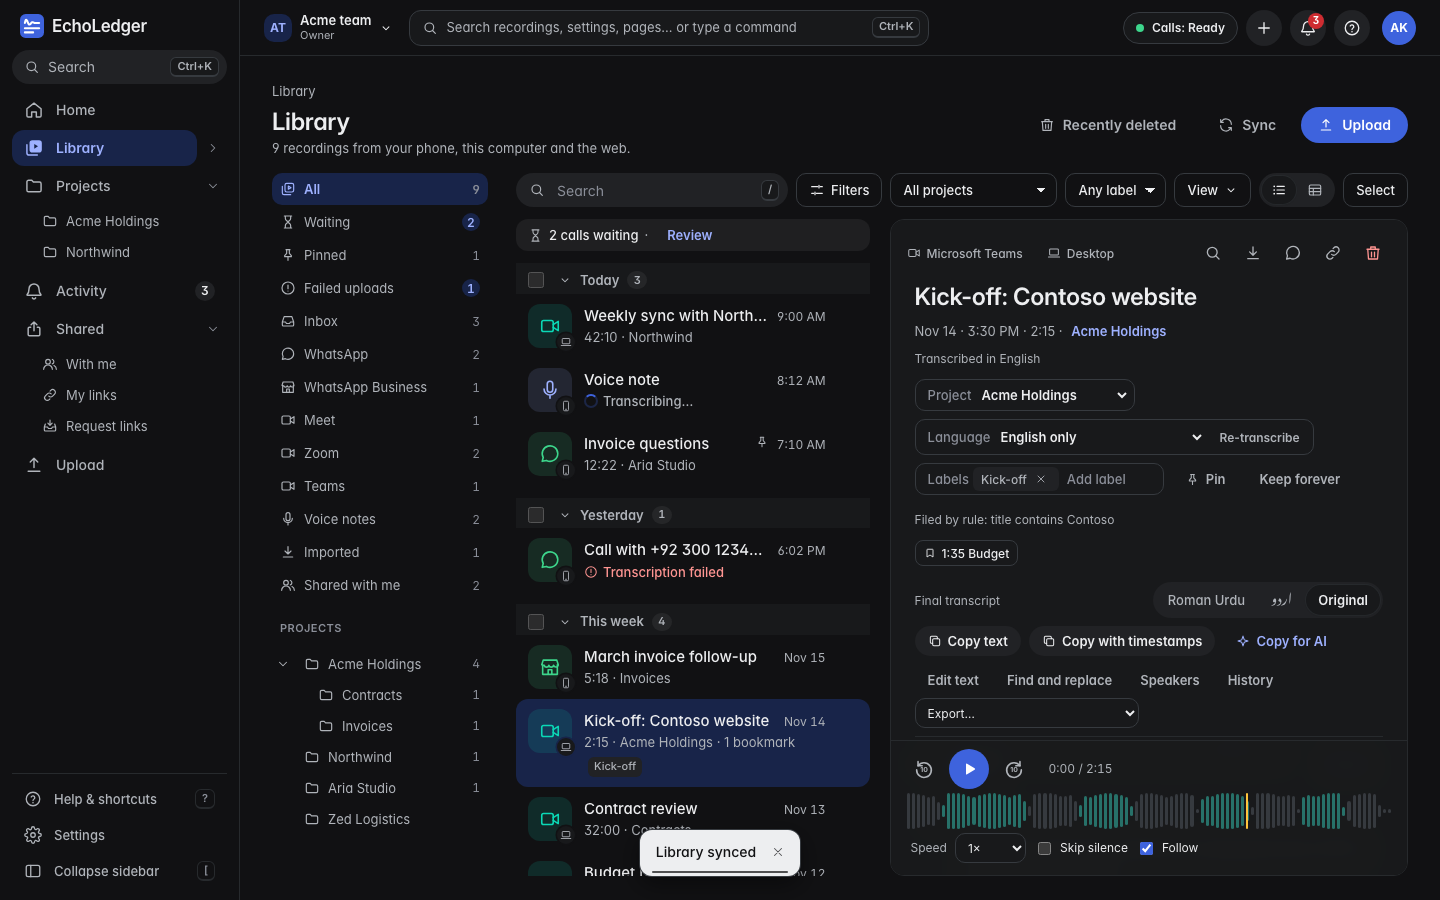 EchoLedger
Search Ctrl+K
Home
Library
Projects
Acme Holdings
Northwind
Activity 3
Shared
With me
My links
Request links
Upload
Help & shortcuts ?
Settings
Collapse sidebar [
AT Acme team
Owner
Search recordings, settings, pages... or type a command Ctrl+K
Calls: Ready
3
AK
Library
Library
9 recordings from your phone, this computer and the web.
Recently deleted
Sync
Upload
All 9
Waiting 2
Pinned 1
Failed uploads 1
Inbox 3
WhatsApp 2
WhatsApp Business 1
Meet 1
Zoom 2
Teams 1
Voice notes 2
Imported 1
Shared with me 2
PROJECTS
Acme Holdings 4
Contracts 1
Invoices 1
Northwind 1
Aria Studio 1
Zed Logistics
Search /
Filters
All projects
Any label
View
Select
2 calls waiting · Review
Today 3
Weekly sync with North... 9:00 AM
42:10 · Northwind
Voice note 8:12 AM
Transcribing...
Invoice questions 7:10 AM
12:22 · Aria Studio
Yesterday 1
Call with +92 300 1234... 6:02 PM
Transcription failed
This week 4
March invoice follow-up Nov 15
5:18 · Invoices
Kick-off: Contoso website Nov 14
2:15 · Acme Holdings · 1 bookmark
Kick-off
Contract review Nov 13
32:00 · Contracts
Budget Nov 12
Library synced
Microsoft Teams
Desktop
Kick-off: Contoso website
Nov 14 · 3:30 PM · 2:15 · Acme Holdings
Transcribed in English
Project Acme Holdings
Language English only Re-transcribe
Labels Kick-off Add label
Pin
Keep forever
Filed by rule: title contains Contoso
1:35 Budget
Final transcript
Roman Urdu اردو Original
Copy text
Copy with timestamps
Copy for AI
Edit text Find and replace Speakers History
Export...
10 10 0:00 / 2:15
Speed 1× Skip silence Follow